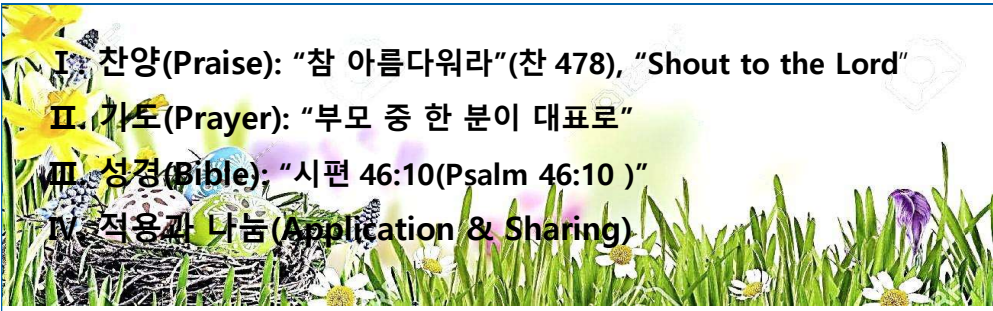 Ⅰ. 찬양(Praise): “참 아름다워라”(찬 478), “Shout to the Lord”
Ⅱ. 기도(Prayer): “부모 중 한 분이 대표로”
Ⅲ. 성경(Bible): “시편 46:10(Psalm 46:10 )”
Ⅳ. 적용과 나눔(Application & Sharing)